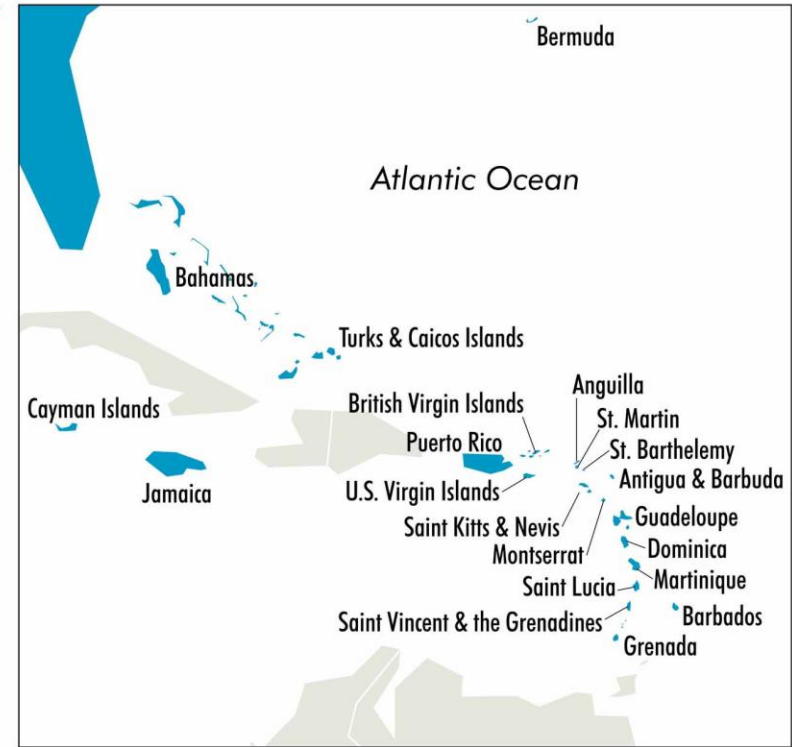 Bermuda
Atlantic Ocean
Bahamas
Turks & Caicos Islands
Anguilla
Cayman Islands
British Virgin Islands
St. Martin
Puerto Rico
St. Barthelemy
Jamaica
U.S. Virgin Islands
Antigua & Barbuda
Saint Kitts & Nevis
Guadeloupe
Montserrat
Dominica
Martinique
Saint Lucia
Barbados
Saint Vincent & the Grenadines
Grenada